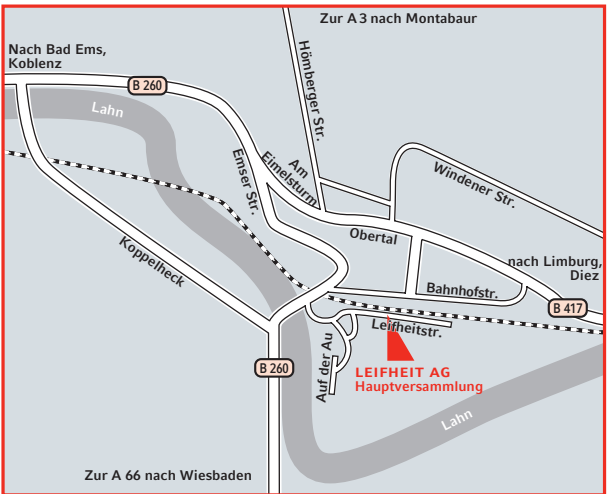 Zur A 3 nach Montabaur
Nach Bad Ems,
Koblenz
B 260
Lahn
Hömberger Str.
Am
Eimelsturm
Emser Str.
Windener Str.
Obertal
Koppelheck
nach Limburg,
Diez
Bahnhofstr.
B 417
Leifheitstr.
Auf der Au
B 260
LEIFHEIT AG
Hauptversammlung
Lahn
Zur A 66 nach Wiesbaden